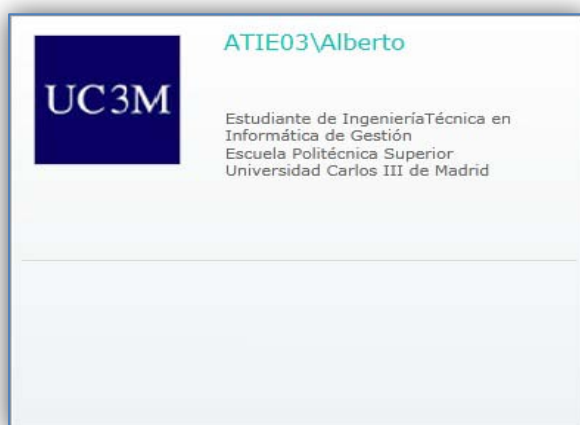 UC3M
ATIE03\Alberto
Estudiante de IngenieríaTécnica en
Informática de Gestión
Escuela Politécnica Superior
Universidad Carlos III de Madrid